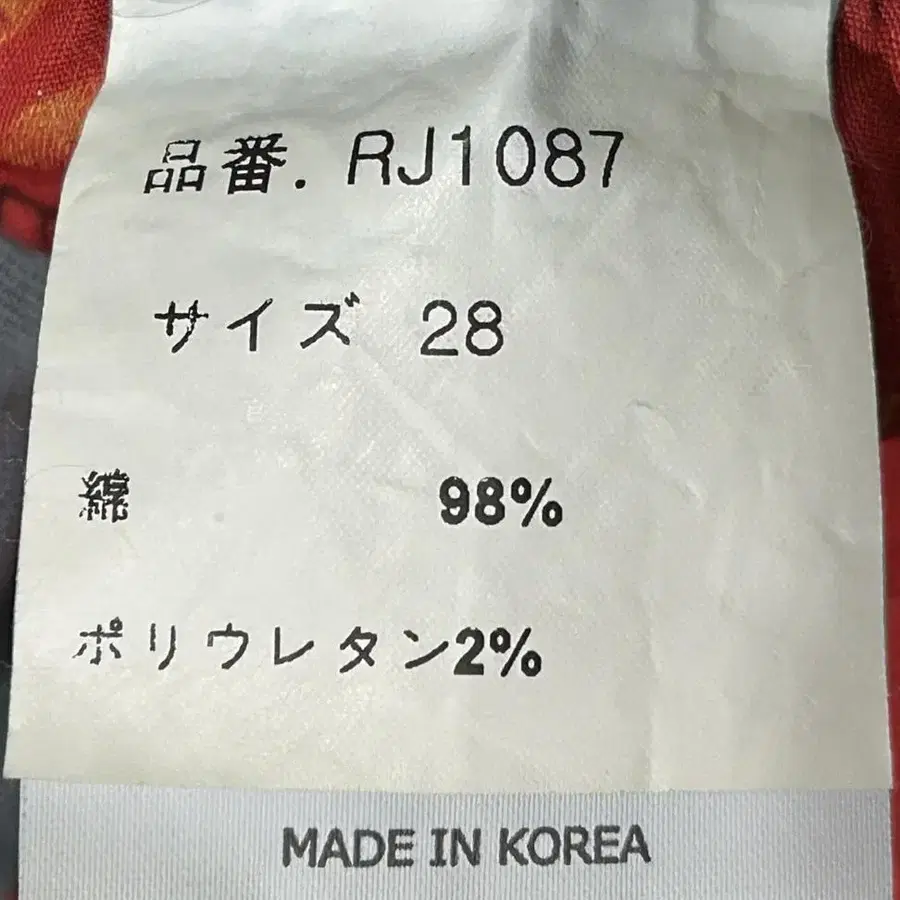 品番. RJ1087
サイズ 28
綿 98%
ポリウレタン2%
MADE IN KOREA